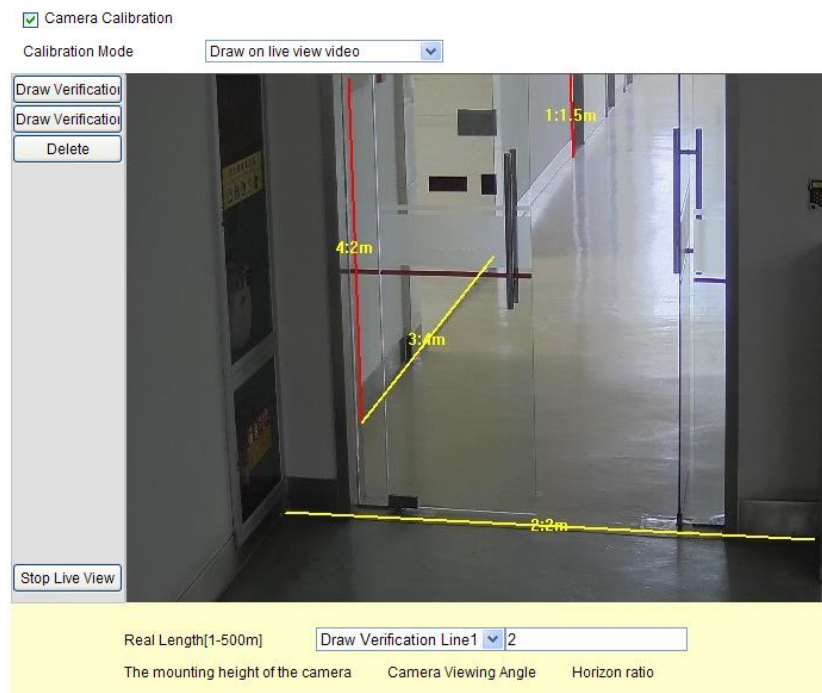 Camera Calibration
Calibration Mode
Draw on live view video
Draw Verificatio
Draw Verificatio
Delete
1:1.5m
4:2m
3:4m
2:2m
Stop Live View
Real Length[1-500m]
Draw Verification Line1
2
The mounting height of the camera
Camera Viewing Angle
Horizon ratio